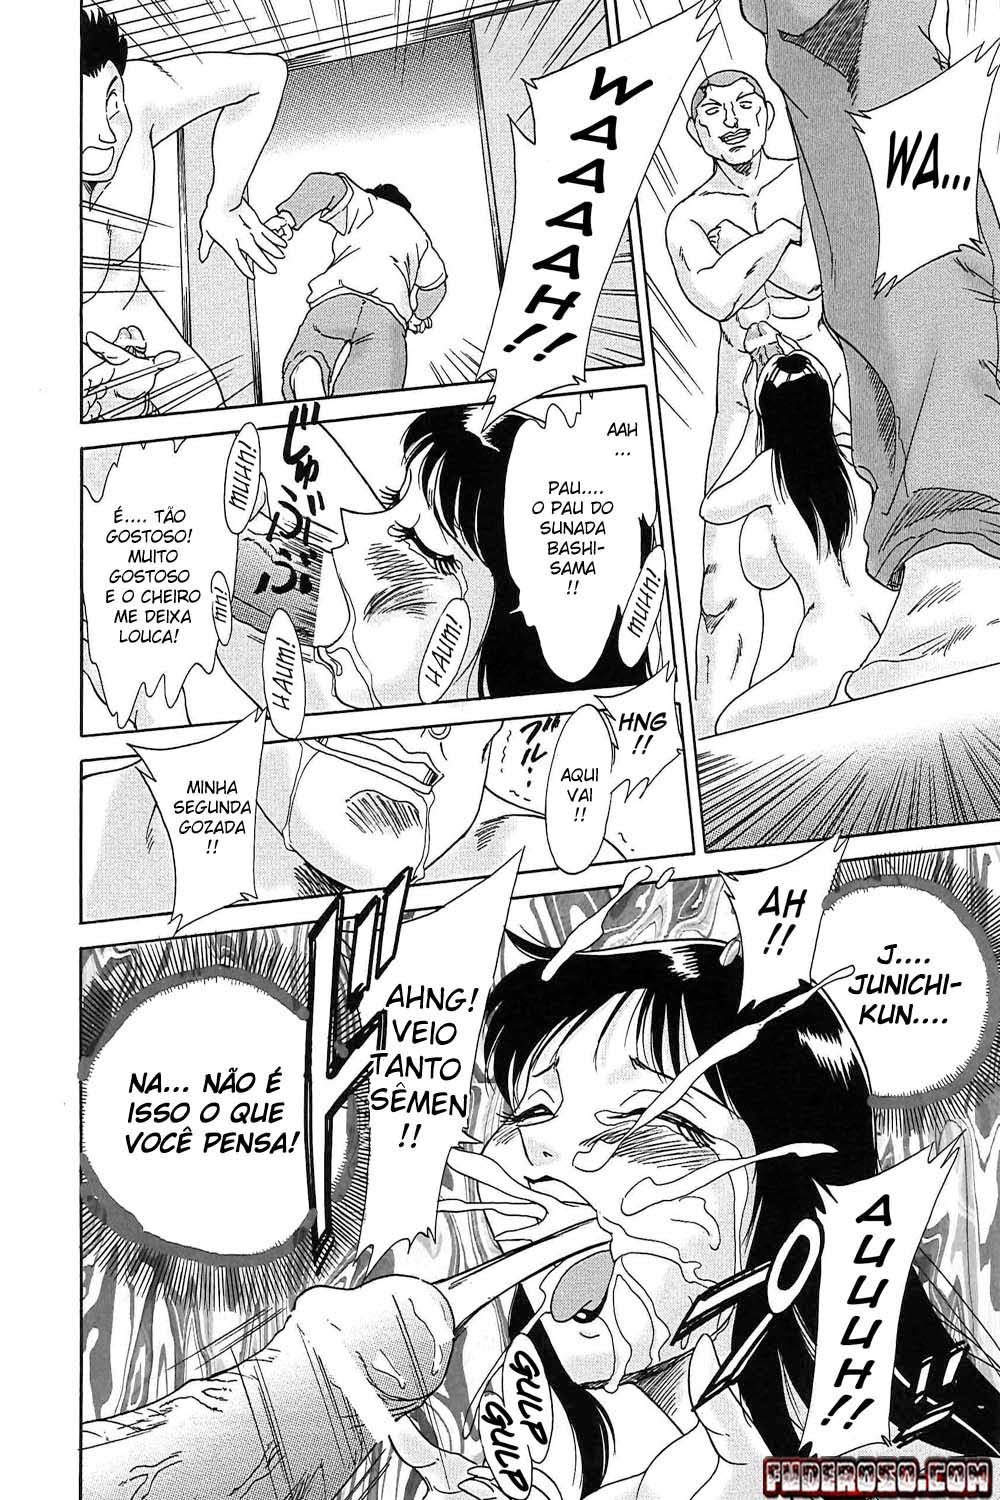 WA...
WAAAAH!!
AAH
...
PAU....
O PAU DO
SUNADA
BASHI-
SAMA
!!
MUHN!
MUHN!
MUHN!
HAUM!
HAUM!
É.... TÃO
GOSTOSO!
MUITO
GOSTOSO
E O CHEIRO
ME DEIXA
LOUCA!
HNG
!!
AQUI
VAI
!!
MINHA
SEGUNDA
GOZADA
!!
J....
JUNICHI-
KUN....
AH
!!
AHNG!
VEIO
TANTO
SÊMEN
!!
NA... NÃO É
ISSO O QUE
VOCÊ PENSA!
AUUUH!!
GULP
GULP
FUDEROSO.COM